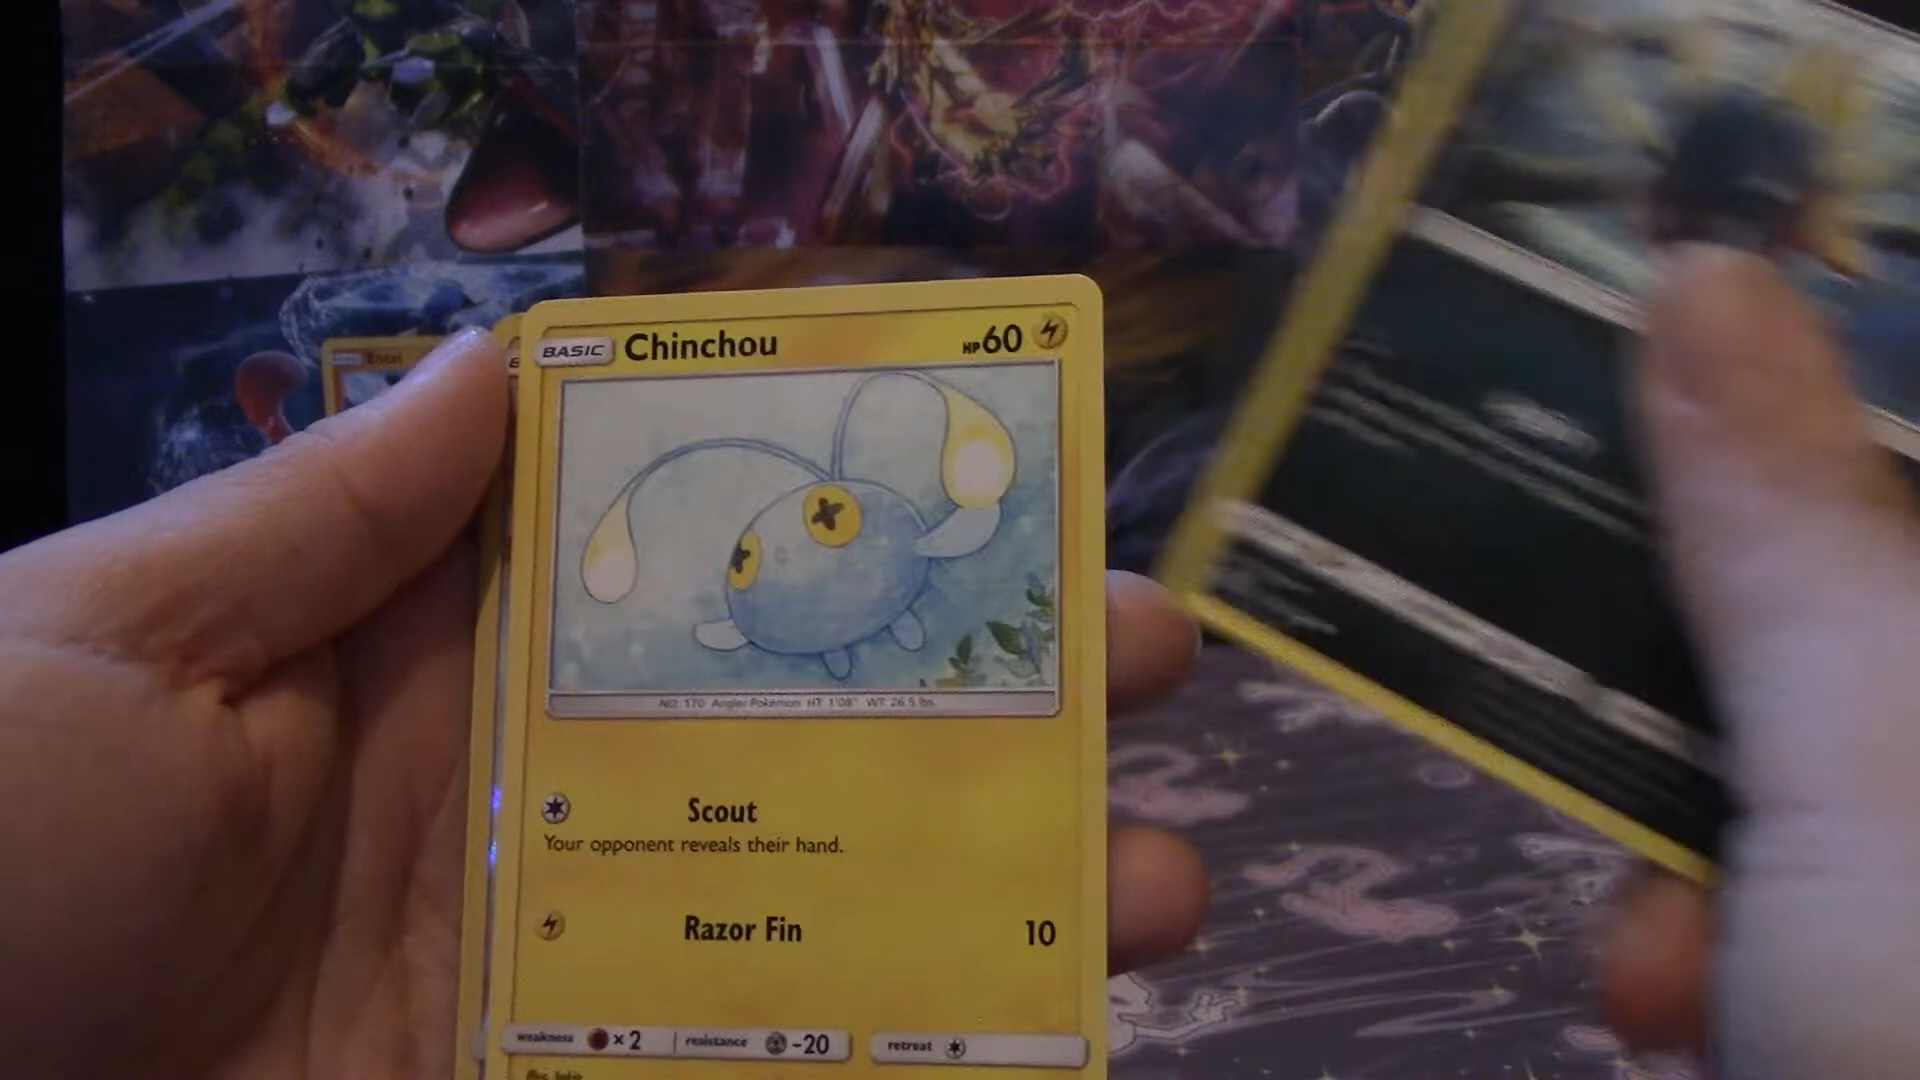 BASIC Chinchou HP 60
NO. 170 Angler Pokémon HT: 1'08" WT: 26.5 lbs.
Scout
Your opponent reveals their hand.
Razor Fin 10
weakness ×2 resistance -20 retreat